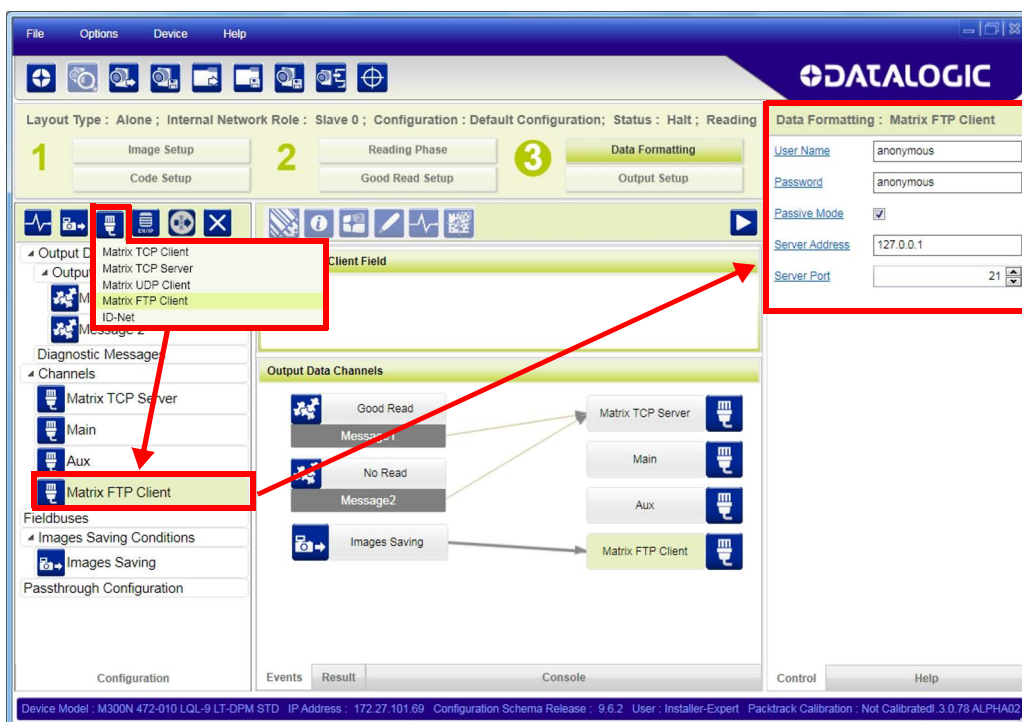 File Options Device Help
DATALOGIC
Layout Type : Alone ; Internal Network Role : Slave 0 ; Configuration : Default Configuration; Status : Halt ; Reading
1
Image Setup
Code Setup
2
Reading Phase
Good Read Setup
3
Data Formatting
Output Setup
EN/IP
Output D
Outpu
M
Message 2
Matrix TCP Client
Matrix TCP Server
Matrix UDP Client
Matrix FTP Client
ID-Net
Diagnostic Messages
Channels
Matrix TCP Server
Main
Aux
Matrix FTP Client
Fieldbuses
Images Saving Conditions
Images Saving
Passthrough Configuration
Configuration
Client Field
Output Data Channels
Good Read
Message1
No Read
Message2
Images Saving
Matrix TCP Server
Main
Aux
Matrix FTP Client
Events Result Console
Data Formatting : Matrix FTP Client
User Name anonymous
Password anonymous
Passive Mode
Server Address 127.0.0.1
Server Port 21
Control Help
Device Model : M300N 472-010 LQL-9 LT-DPM STD IP Address : 172.27.101.69 Configuration Schema Release : 9.6.2 User : Installer-Expert Packtrack Calibration : Not Calibratedl.3.0.78 ALPHA02